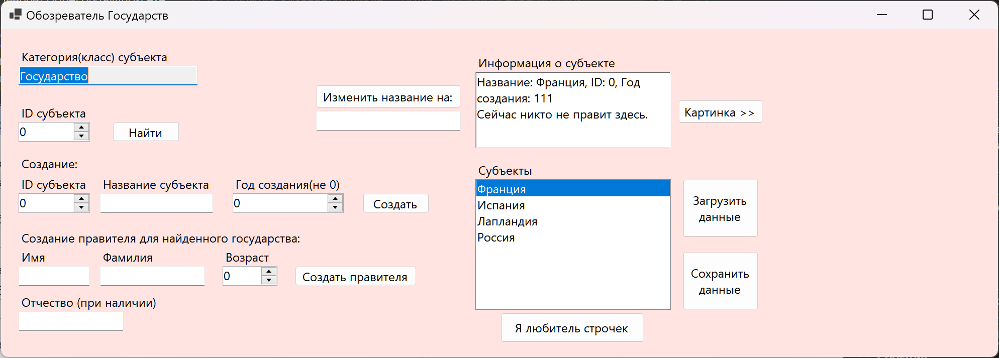 Обозреватель Государств
Категория(класс) субъекта
Государство
ID субъекта
0
Найти
Изменить название на:
Создание:
ID субъекта
Название субъекта
Год создания(не 0)
0
0
Создать
Создание правителя для найденного государства:
Имя
Фамилия
Возраст
0
Создать правителя
Отчество (при наличии)
Информация о субъекте
Название: Франция, ID: 0, Год
создания: 111
Сейчас никто не правит здесь.
Картинка >>
Субъекты
Франция
Испания
Лапландия
Россия
Загрузить
данные
Сохранить
данные
Я любитель строчек